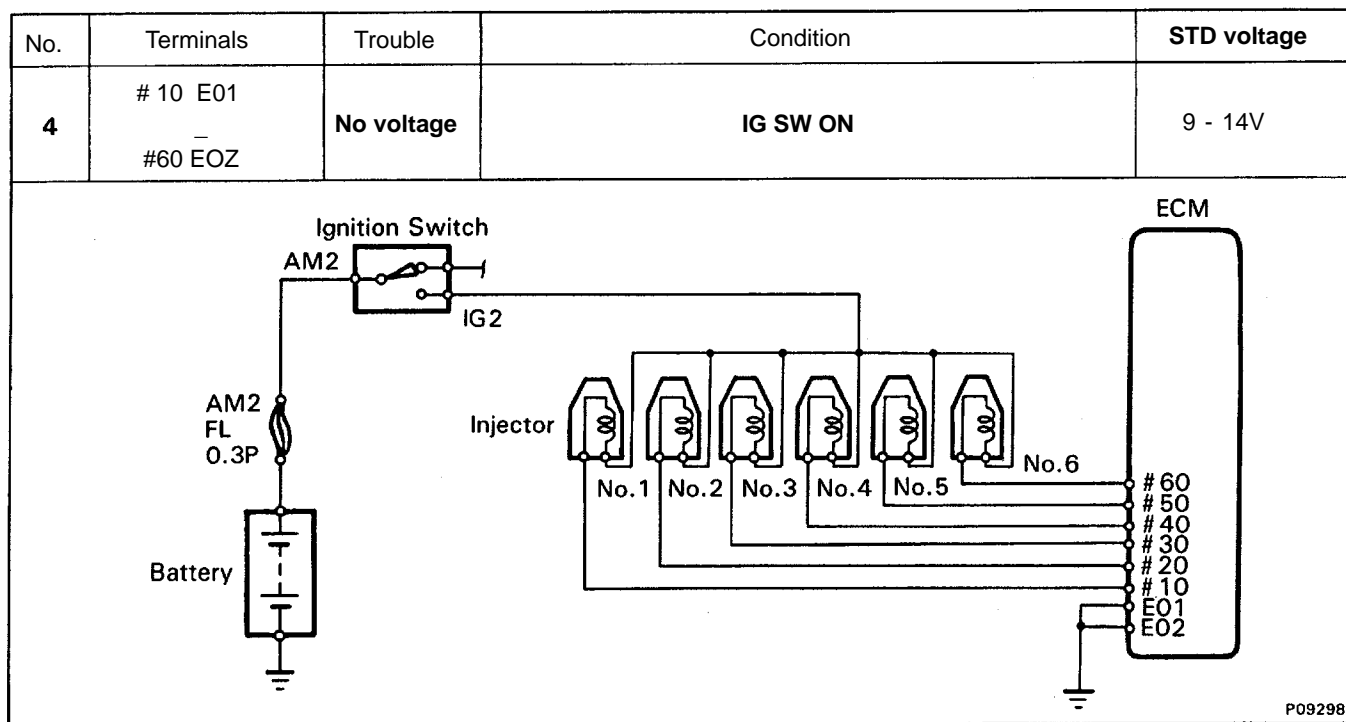 No. Terminals Trouble Condition STD voltage
4 # 10 E01 No voltage IG SW ON 9 - 14V
–
#60 EOZ
Ignition Switch
AM2
IG2
ECM
AM2
FL
0.3P
Battery
Injector
No.1 No.2 No.3 No.4 No.5 No.6
#60
#50
#40
#30
#20
#10
E01
E02
P09298